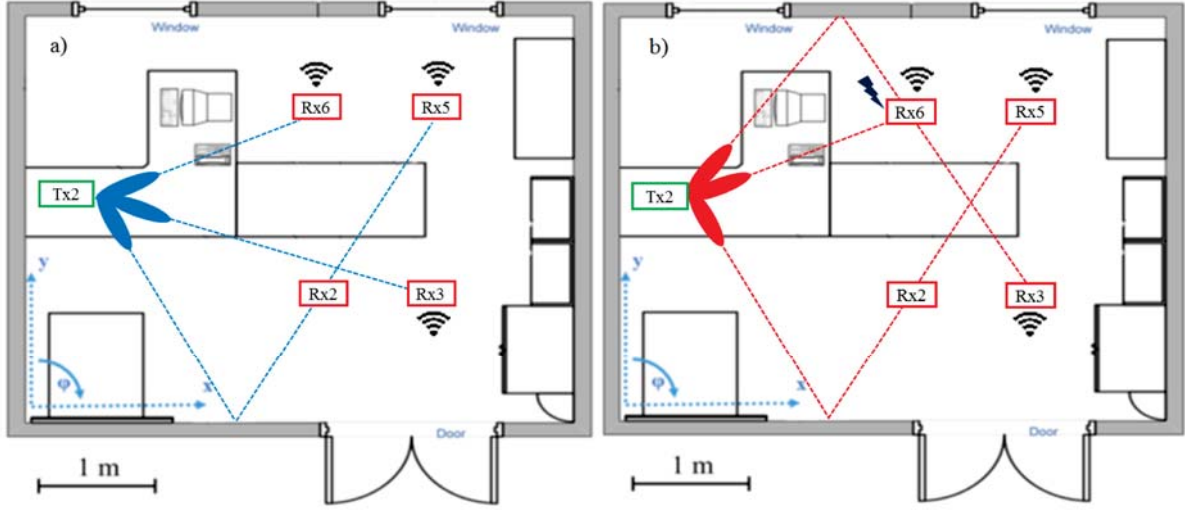 a)
Window
Window
Rx6
Rx5
Tx2
y
Rx2
Rx3
φ
x
Door
1 m
b)
Window
Window
Rx6
Rx5
Tx2
y
Rx2
Rx3
φ
x
Door
1 m